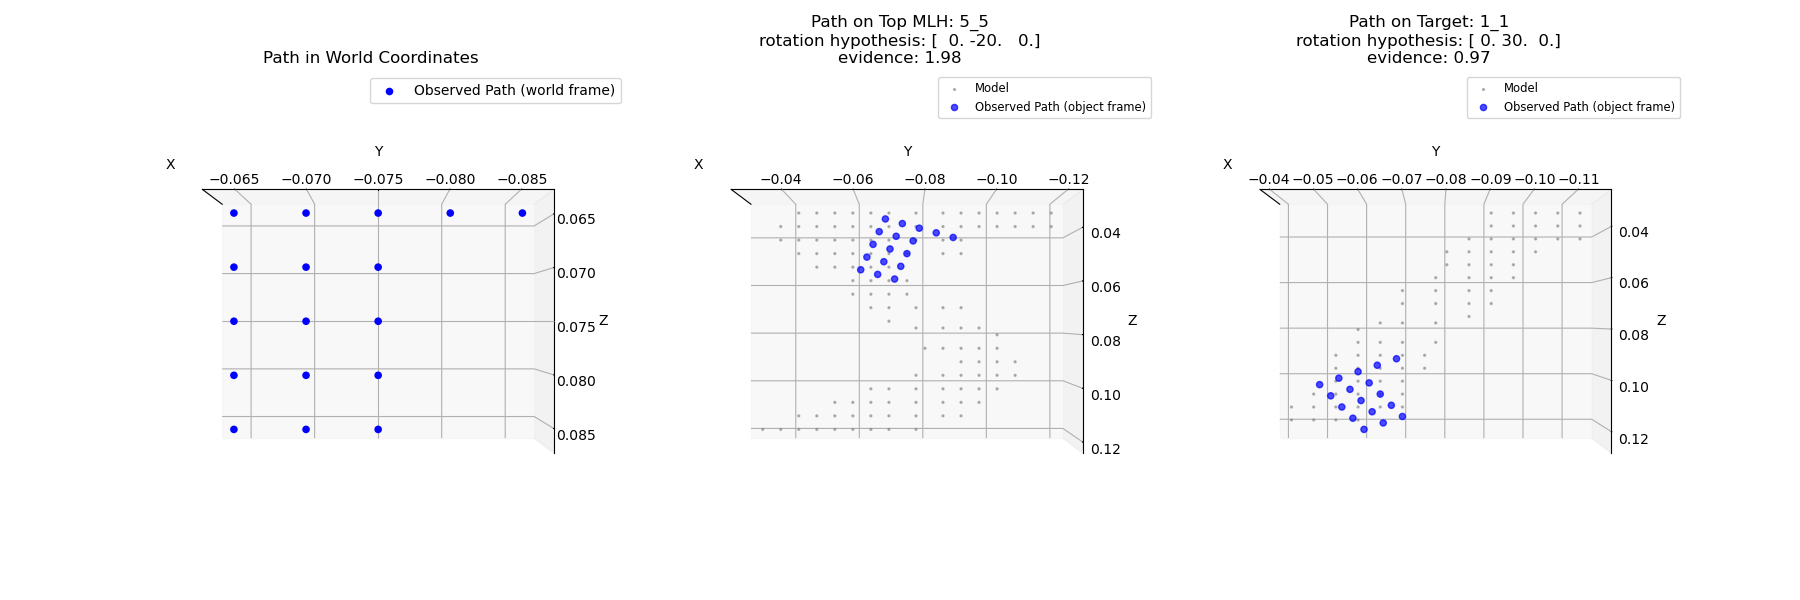 Path in World Coordinates
Observed Path (world frame)
X
Y
−0.065 −0.070 −0.075 −0.080 −0.085
0.065
0.070
0.075
Z
0.080
0.085
Path on Top MLH: 5_5
rotation hypothesis: [  0. -20.   0.]
evidence: 1.98
Model
Observed Path (object frame)
X
Y
−0.04 −0.06 −0.08 −0.10 −0.12
0.04
0.06
Z
0.08
0.10
0.12
Path on Target: 1_1
rotation hypothesis: [ 0. 30.  0.]
evidence: 0.97
Model
Observed Path (object frame)
X
Y
−0.04 −0.05 −0.06 −0.07 −0.08 −0.09 −0.10 −0.11
0.04
0.06
Z
0.08
0.10
0.12